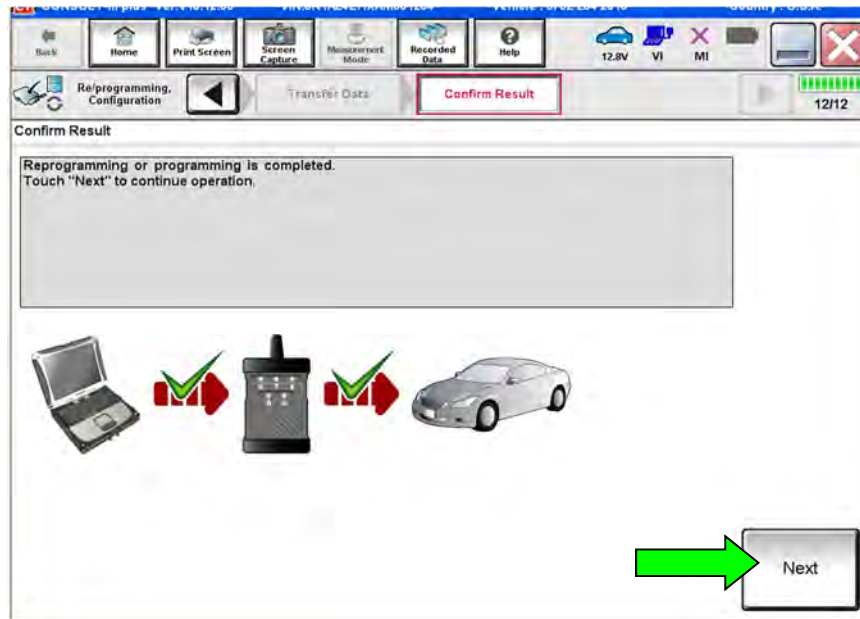 Back
Home
Print Screen
Screen Capture
Measurement Mode
Recorded Data
Help
12.8V
VI
MI
Re/programming, Configuration
Transfer Data
Confirm Result
12/12
Confirm Result
Reprogramming or programming is completed.
Touch "Next" to continue operation.
Next